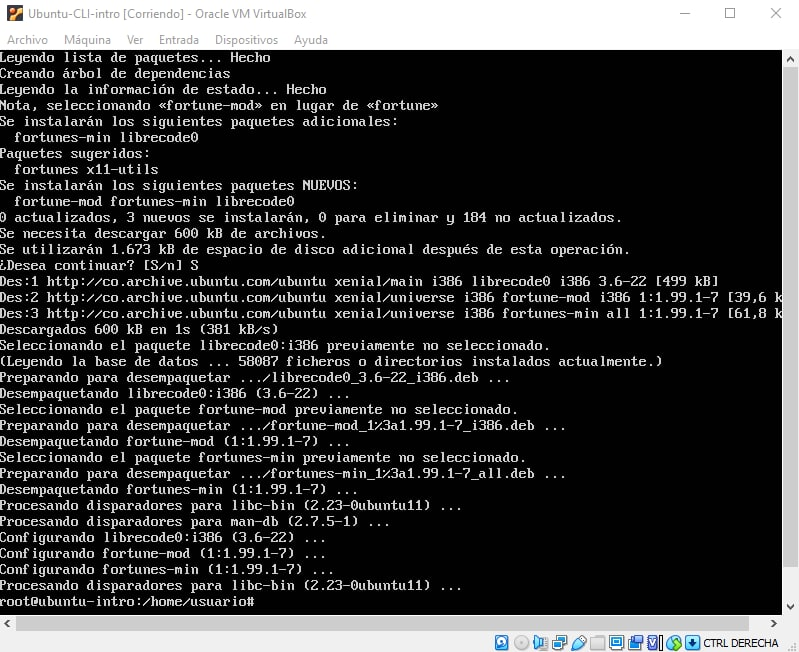 Ubuntu-CLI-intro [Corriendo] - Oracle VM VirtualBox
Archivo Máquina Ver Entrada Dispositivos Ayuda
Leyendo lista de paquetes... Hecho
Creando árbol de dependencias
Leyendo la información de estado... Hecho
Nota, seleccionando «fortune-mod» en lugar de «fortune»
Se instalarán los siguientes paquetes adicionales:
  fortunes-min librecode0
Paquetes sugeridos:
  fortunes x11-utils
Se instalarán los siguientes paquetes NUEVOS:
  fortune-mod fortunes-min librecode0
0 actualizados, 3 nuevos se instalarán, 0 para eliminar y 184 no actualizados.
Se necesita descargar 600 kB de archivos.
Se utilizarán 1.673 kB de espacio de disco adicional después de esta operación.
¿Desea continuar? [S/n] S
Des:1 http://co.archive.ubuntu.com/ubuntu xenial/main i386 librecode0 i386 3.6-22 [499 kB]
Des:2 http://co.archive.ubuntu.com/ubuntu xenial/universe i386 fortune-mod i386 1:1.99.1-7 [39,6 k
Des:3 http://co.archive.ubuntu.com/ubuntu xenial/universe i386 fortunes-min all 1:1.99.1-7 [61,8 k
Descargados 600 kB en 1s (381 kB/s)
Seleccionando el paquete librecode0:i386 previamente no seleccionado.
(Leyendo la base de datos ... 58087 ficheros o directorios instalados actualmente.)
Preparando para desempaquetar .../librecode0_3.6-22_i386.deb ...
Desempaquetando librecode0:i386 (3.6-22) ...
Seleccionando el paquete fortune-mod previamente no seleccionado.
Preparando para desempaquetar .../fortune-mod_1%3a1.99.1-7_i386.deb ...
Desempaquetando fortune-mod (1:1.99.1-7) ...
Seleccionando el paquete fortunes-min previamente no seleccionado.
Preparando para desempaquetar .../fortunes-min_1%3a1.99.1-7_all.deb ...
Desempaquetando fortunes-min (1:1.99.1-7) ...
Procesando disparadores para libc-bin (2.23-0ubuntu11) ...
Procesando disparadores para man-db (2.7.5-1) ...
Configurando librecode0:i386 (3.6-22) ...
Configurando fortune-mod (1:1.99.1-7) ...
Configurando fortunes-min (1:1.99.1-7) ...
Procesando disparadores para libc-bin (2.23-0ubuntu11) ...
root@ubuntu-intro:/home/usuario#
CTRL DERECHA